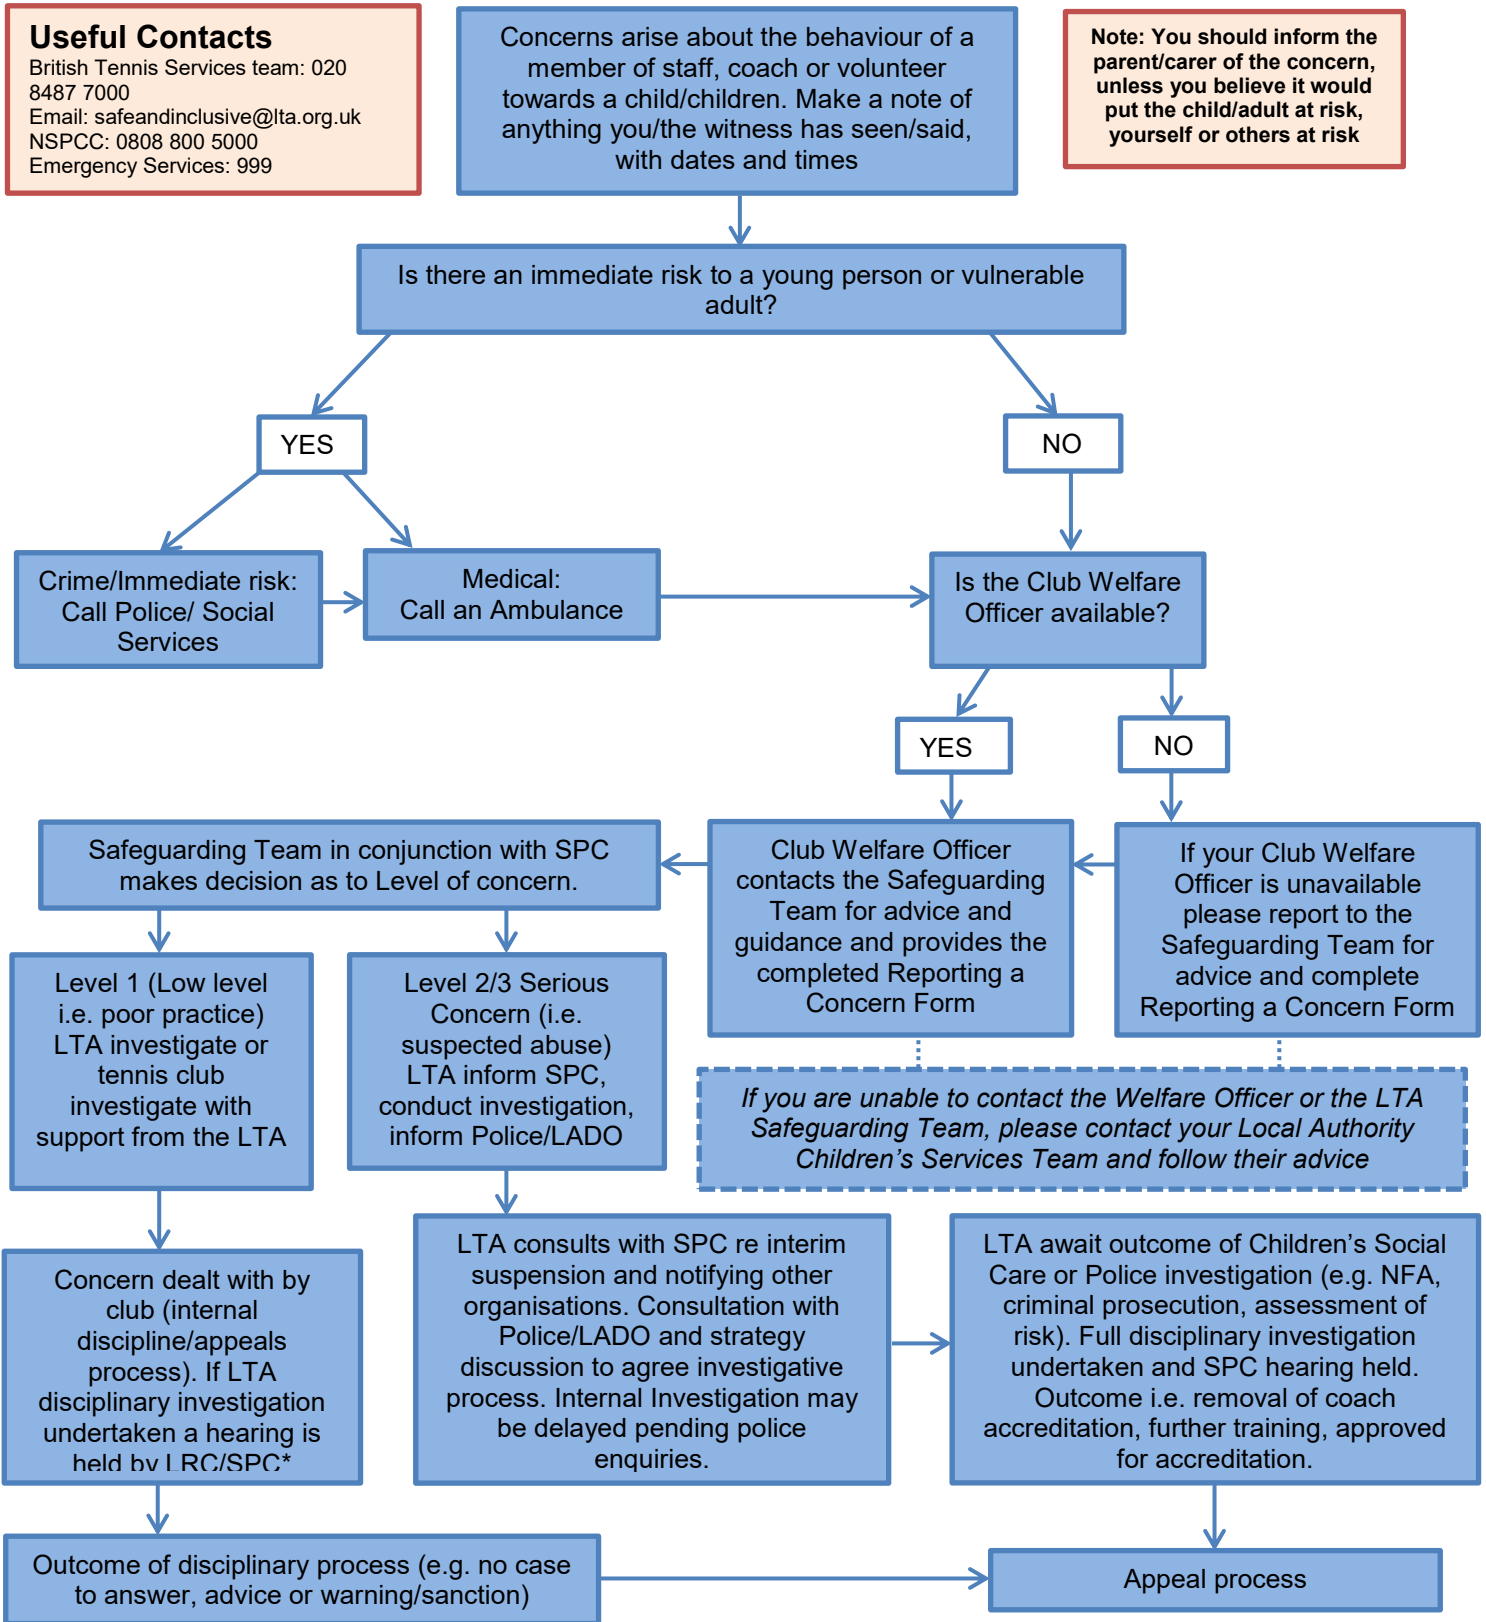 Useful Contacts
British Tennis Services team: 020
8487 7000
Email: safeandinclusive@lta.org.uk
NSPCC: 0808 800 5000
Emergency Services: 999
Concerns arise about the behaviour of a
member of staff, coach or volunteer
towards a child/children. Make a note of
anything you/the witness has seen/said,
with dates and times
Note: You should inform the
parent/carer of the concern,
unless you believe it would
put the child/adult at risk,
yourself or others at risk
Is there an immediate risk to a young person or vulnerable
adult?
YES
NO
Crime/Immediate risk:
Call Police/ Social
Services
Medical:
Call an Ambulance
Is the Club Welfare
Officer available?
YES
NO
Safeguarding Team in conjunction with SPC
makes decision as to Level of concern.
Club Welfare Officer
contacts the Safeguarding
Team for advice and
guidance and provides the
completed Reporting a
Concern Form
If your Club Welfare
Officer is unavailable
please report to the
Safeguarding Team for
advice and complete
Reporting a Concern Form
Level 1 (Low level
i.e. poor practice)
LTA investigate or
tennis club
investigate with
support from the LTA
Level 2/3 Serious
Concern (i.e.
suspected abuse)
LTA inform SPC,
conduct investigation,
inform Police/LADO
If you are unable to contact the Welfare Officer or the LTA
Safeguarding Team, please contact your Local Authority
Children’s Services Team and follow their advice
Concern dealt with by
club (internal
discipline/appeals
process). If LTA
disciplinary investigation
undertaken a hearing is
held by LRC/SPC*
LTA consults with SPC re interim
suspension and notifying other
organisations. Consultation with
Police/LADO and strategy
discussion to agree investigative
process. Internal Investigation may
be delayed pending police
enquiries.
LTA await outcome of Children’s Social
Care or Police investigation (e.g. NFA,
criminal prosecution, assessment of
risk). Full disciplinary investigation
undertaken and SPC hearing held.
Outcome i.e. removal of coach
accreditation, further training, approved
for accreditation.
Outcome of disciplinary process (e.g. no case
to answer, advice or warning/sanction)
Appeal process